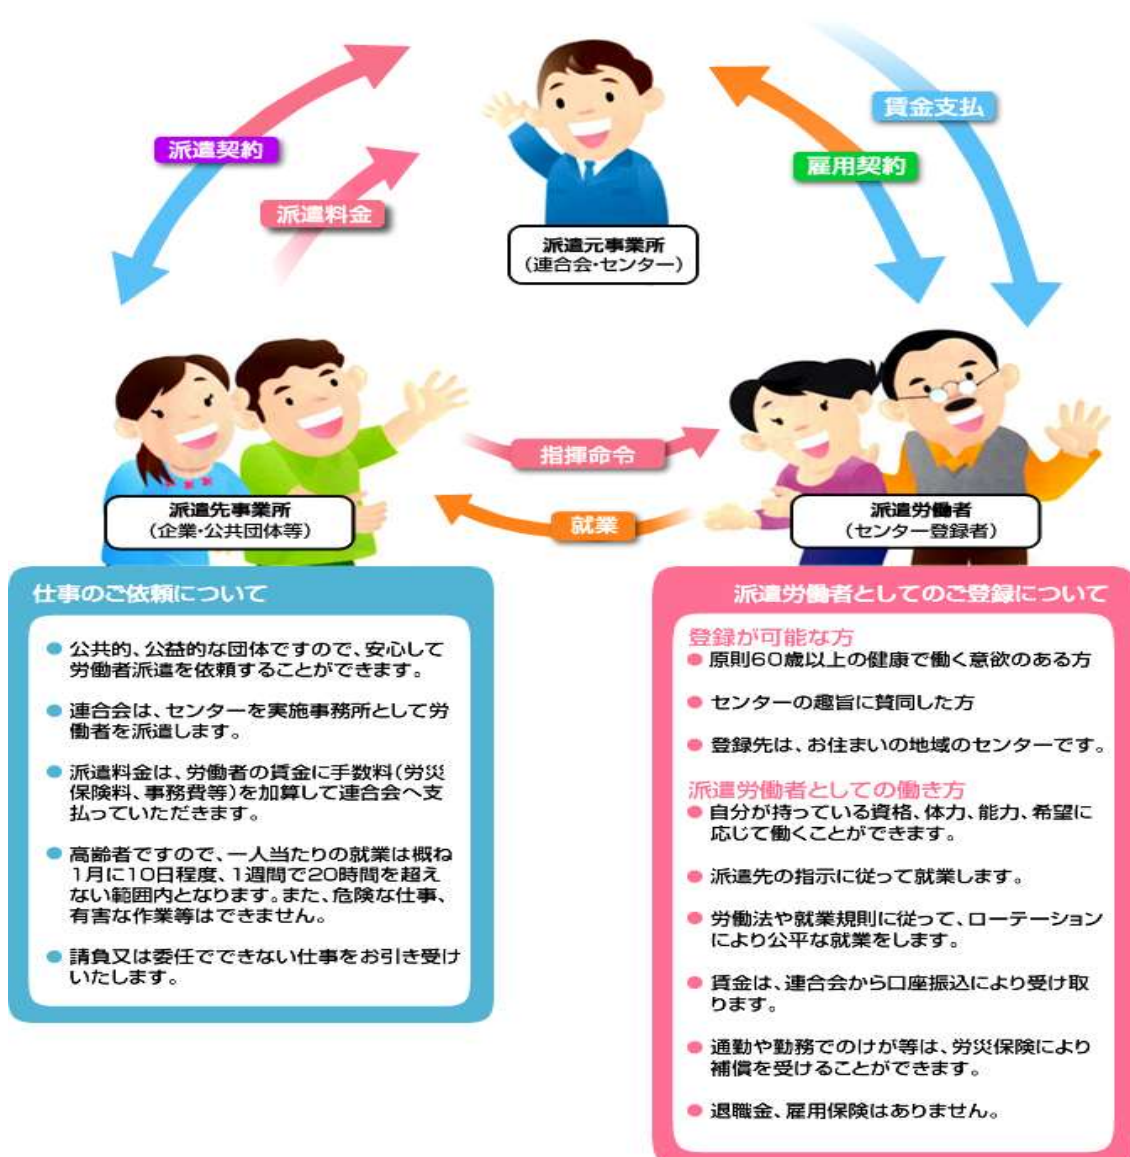 賃金支払
派遣契約
雇用契約
派遣料金
派遣元事業所
（連合会・センター）
指揮命令
派遣先事業所
（企業・公共団体等）
就業
派遣労働者
（センター登録者）
仕事のご依頼について
公共的、公益的な団体ですので、安心して
労働者派遣を依頼することができます。
連合会は、センターを実施事務所として労
働者を派遣します。
派遣料金は、労働者の賃金に手数料（労災
保険料、事務費等）を加算して連合会へ支
払っていただきます。
高齢者ですので、一人当たりの就業は概ね
1月に10日程度、1週間で20時間を超え
ない範囲内となります。また、危険な仕事、
有害な作業等はできません。
請負又は委任でできない仕事をお引き受け
いたします。
派遣労働者としてのご登録について
登録が可能な方
原則60歳以上の健康で働く意欲のある方
センターの趣旨に賛同した方
登録先は、お住まいの地域のセンターです。
派遣労働者としての働き方
自分が持っている資格、体力、能力、希望に
応じて働くことができます。
派遣先の指示に従って就業します。
労働法や就業規則に従って、ローテーション
により公平な就業をします。
賃金は、連合会から口座振込により受け取
ります。
通勤や勤務でのけが等は、労災保険により
補償を受けることができます。
退職金、雇用保険はありません。